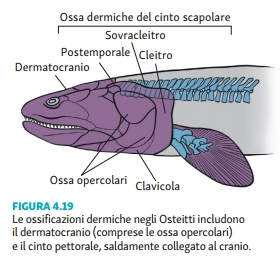 Ossa dermiche del cinto scapolare
Sovracleitro
Postemporale
Cleitro
Dermatocranio
Ossa opercolari
Clavicola
FIGURA 4.19
Le ossificazioni dermiche negli Osteitti includono
il dermatocranio (comprese le ossa opercolari)
e il cinto pettorale, saldamente collegato al cranio.